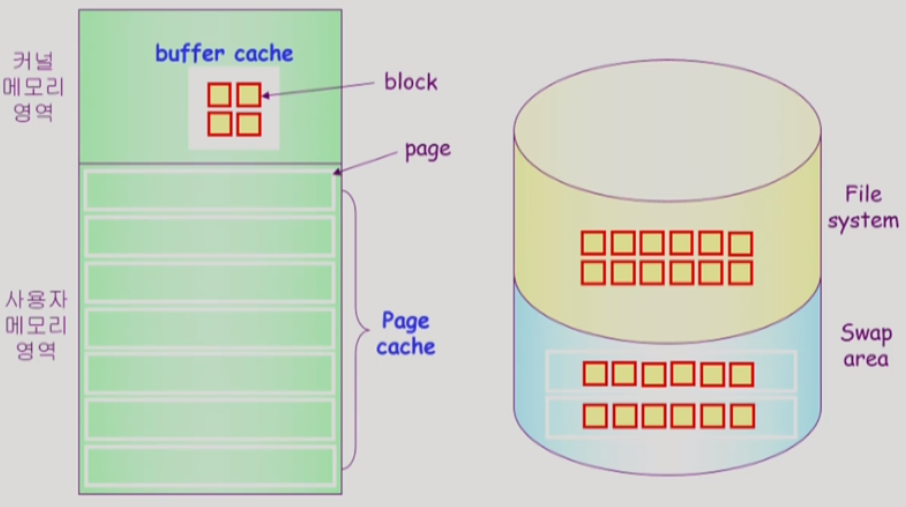 커널
메모리
영역
buffer cache
block
page
사용자
메모리
영역
Page
cache
File
system
Swap
area